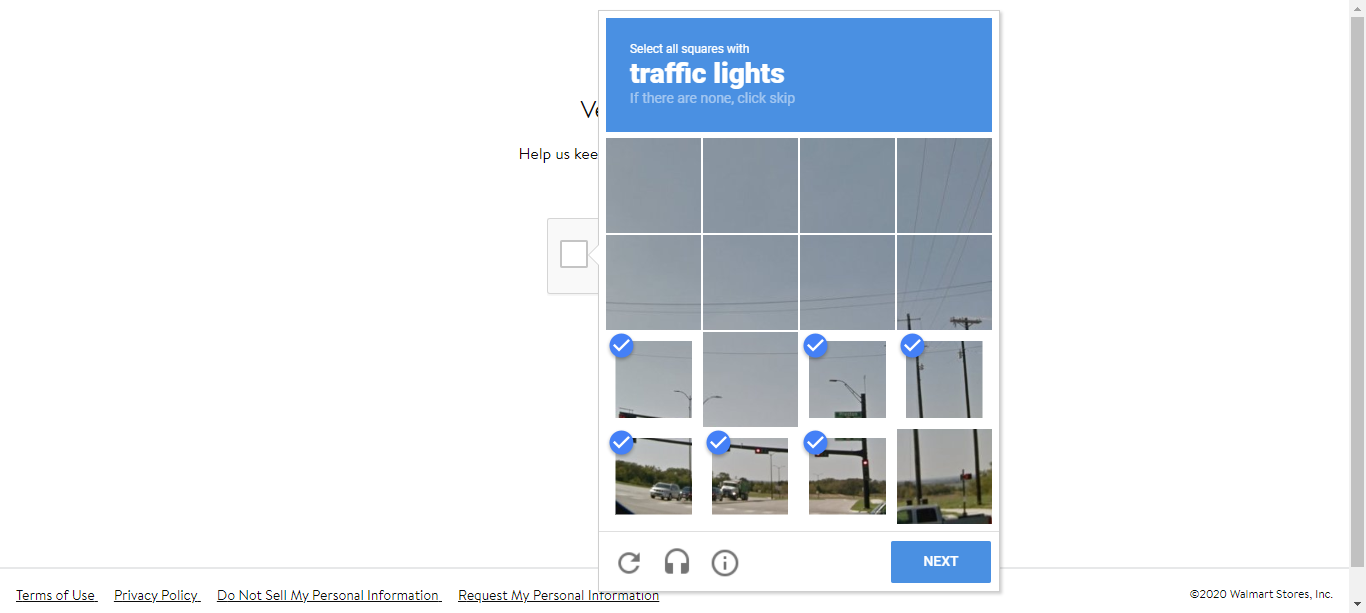 Select all squares with
traffic lights
If there are none, click skip
Ve
Help us kee
NEXT
Terms of Use
Privacy Policy
Do Not Sell My Personal Information
Request My Personal Information
©2020 Walmart Stores, Inc.